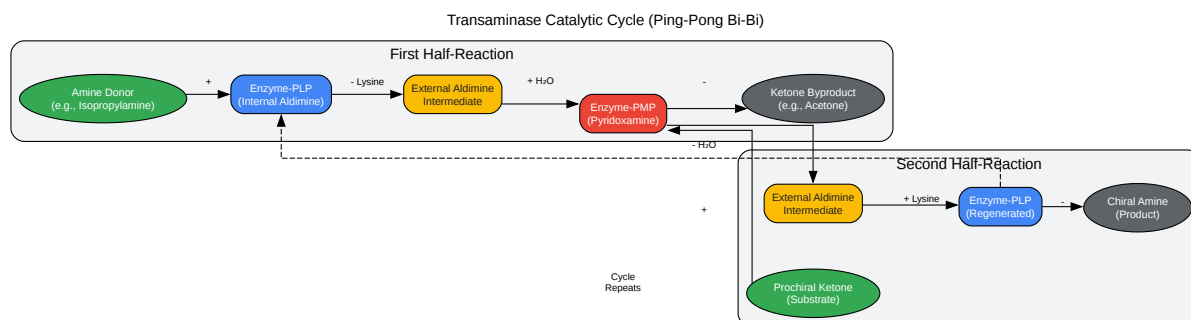 Transaminase Catalytic Cycle (Ping-Pong Bi-Bi)
First Half-Reaction
Amine Donor
(e.g., Isopropylamine)
+
Enzyme-PLP
(Internal Aldimine)
- Lysine
External Aldimine
Intermediate
+ H₂O
Enzyme-PMP
(Pyridoxamine)
-
Ketone Byproduct
(e.g., Acetone)
- H₂O
Second Half-Reaction
+
External Aldimine
Intermediate
+ Lysine
Enzyme-PLP
(Regenerated)
-
Chiral Amine
(Product)
Cycle
Repeats
Prochiral Ketone
(Substrate)